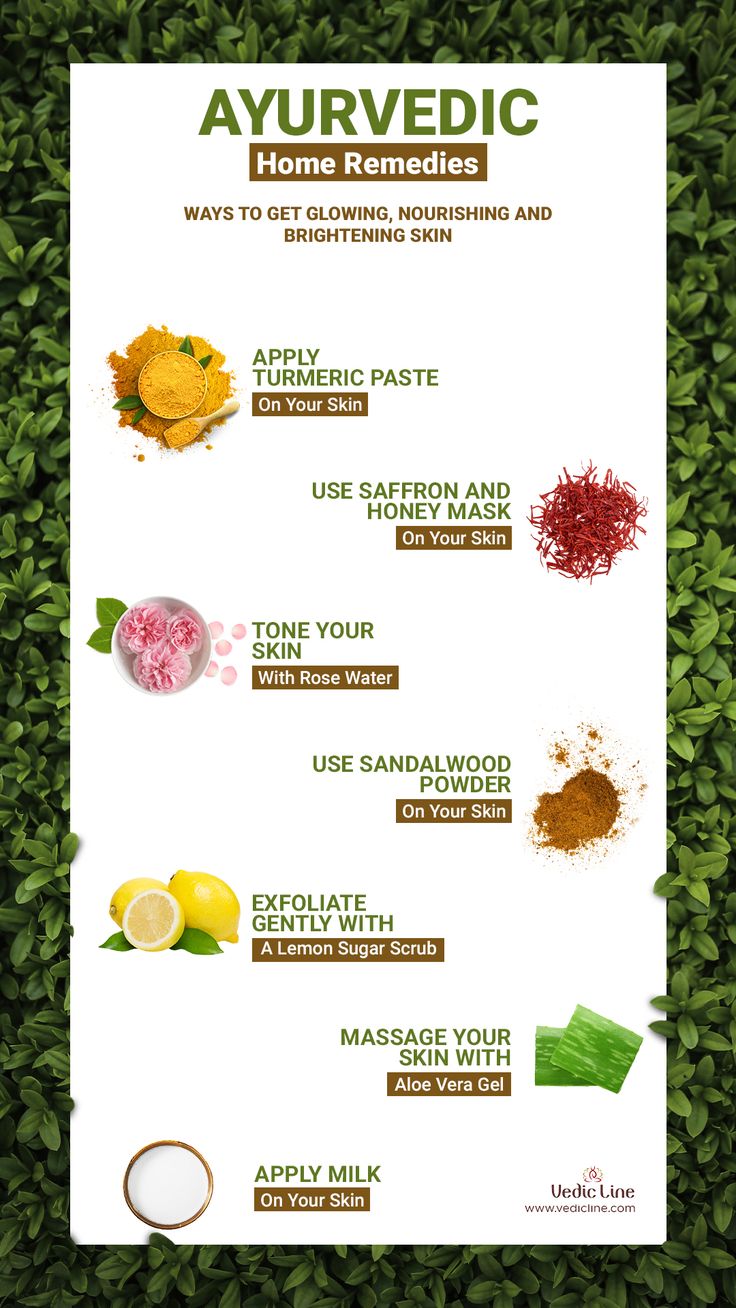 AYURVEDIC
Home Remedies
WAYS TO GET GLOWING, NOURISHING AND
BRIGHTENING SKIN
APPLY
TURMERIC PASTE
On Your Skin
USE SAFFRON AND
HONEY MASK
On Your Skin
TONE YOUR
SKIN
With Rose Water
USE SANDALWOOD
POWDER
On Your Skin
EXFOLIATE
GENTLY WITH
A Lemon Sugar Scrub
MASSAGE YOUR
SKIN WITH
Aloe Vera Gel
APPLY MILK
On Your Skin
Vedic Line
www.vedicline.com